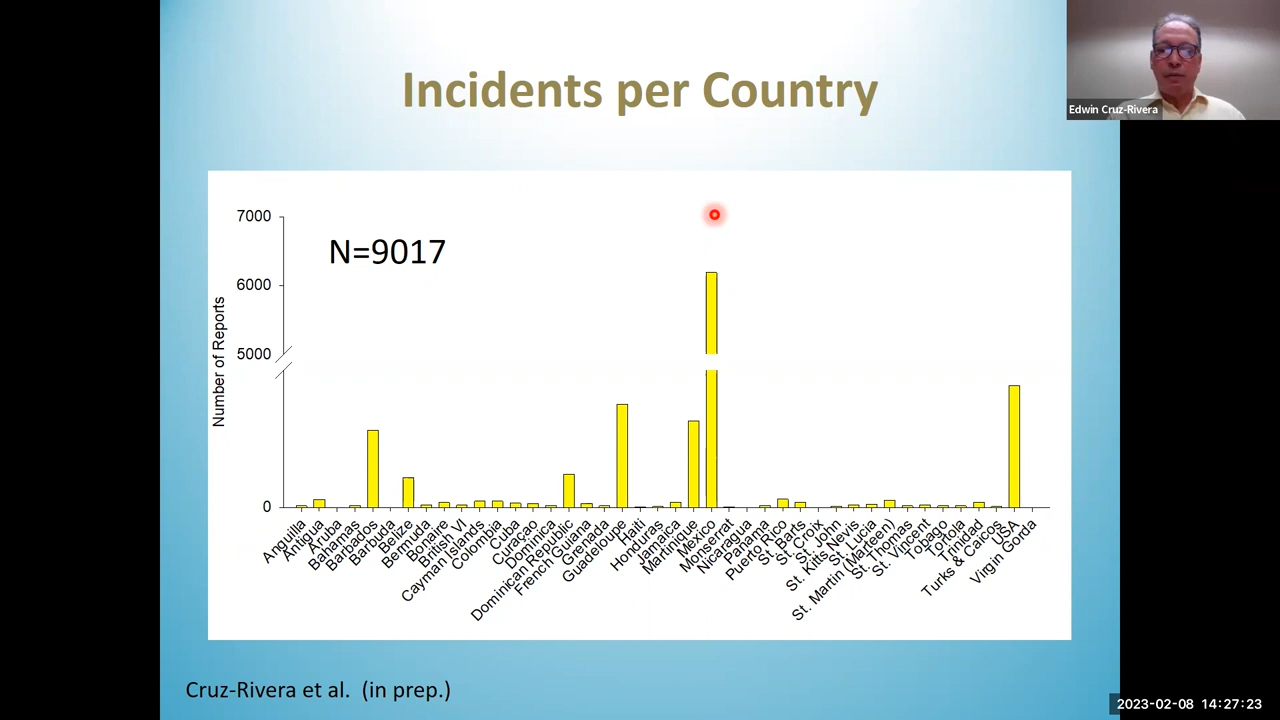 Incidents per Country
Edwin Cruz-Rivera
7000
N=9017
6000
5000
Number of Reports
0
Anguilla
Antigua
Aruba
Bahamas
Barbados
Barbuda
Belize
Bermuda
Bonaire
British VI
Cayman Islands
Colombia
Cuba
Curaçao
Dominica
Dominican Republic
French Guiana
Grenada
Guadeloupe
Haiti
Honduras
Jamaica
Martinique
Mexico
Monserrat
Nicaragua
Panama
Puerto Rico
St. Barts
St. Croix
St. John
St. Kitts Nevis
St. Lucia
St. Martin (Maarteen)
St. Thomas
St. Vincent
Tobago
Tortola
Trinidad
Turks & Caicos
USA
Virgin Gorda
Cruz-Rivera et al. (in prep.)
2023-02-08 14:27:23